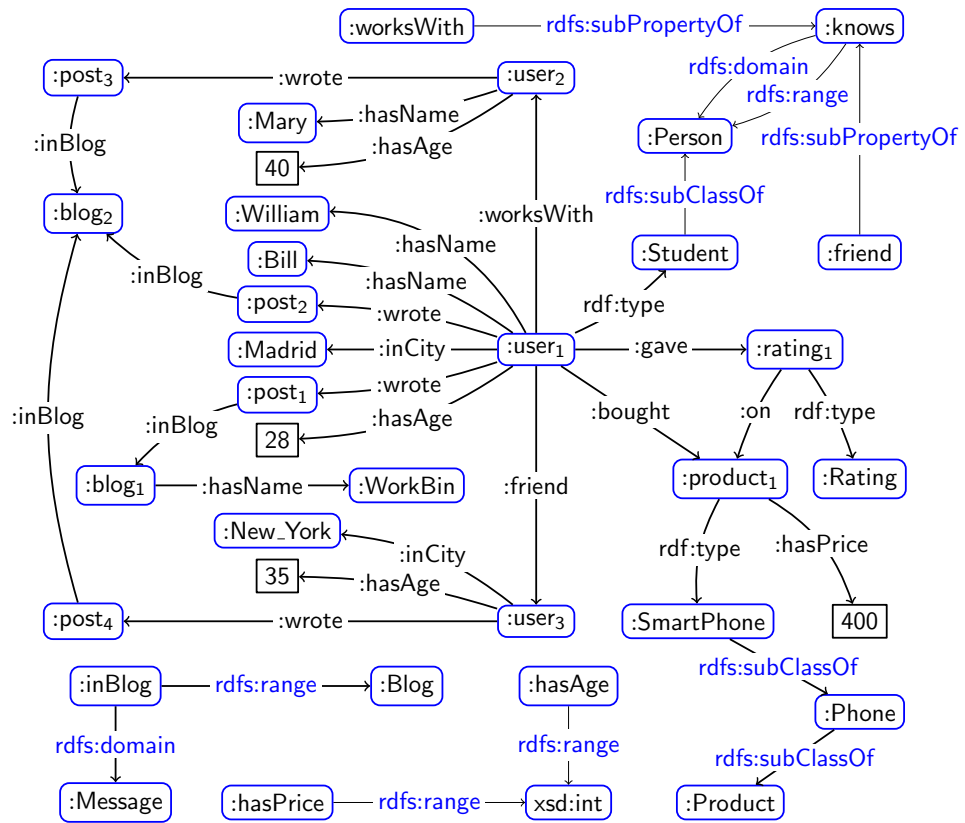 :worksWith rdfs:subPropertyOf :knows
:post₃ :wrote :user₂
rdfs:domain
rdfs:range
:Mary :hasName
:Person
rdfs:subPropertyOf
:inBlog
:hasAge
40
rdfs:subClassOf
:blog₂
:William
:worksWith
:hasName
:Bill
:Student
:friend
:inBlog
:hasName
:post₂
:wrote
rdf:type
:Madrid :inCity :user₁ :gave :rating₁
:post₁ :wrote
:inBlog
:inBlog
:hasAge
28
:bought :on rdf:type
:blog₁ :hasName :WorkBin
:friend
:product₁ :Rating
:New_York
:inCity
rdf:type :hasPrice
35
:hasAge
:post₄ :wrote :user₃
:SmartPhone 400
rdfs:subClassOf
:inBlog rdfs:range :Blog
:hasAge
:Phone
rdfs:domain
rdfs:range
rdfs:subClassOf
:Message
:hasPrice rdfs:range xsd:int
:Product